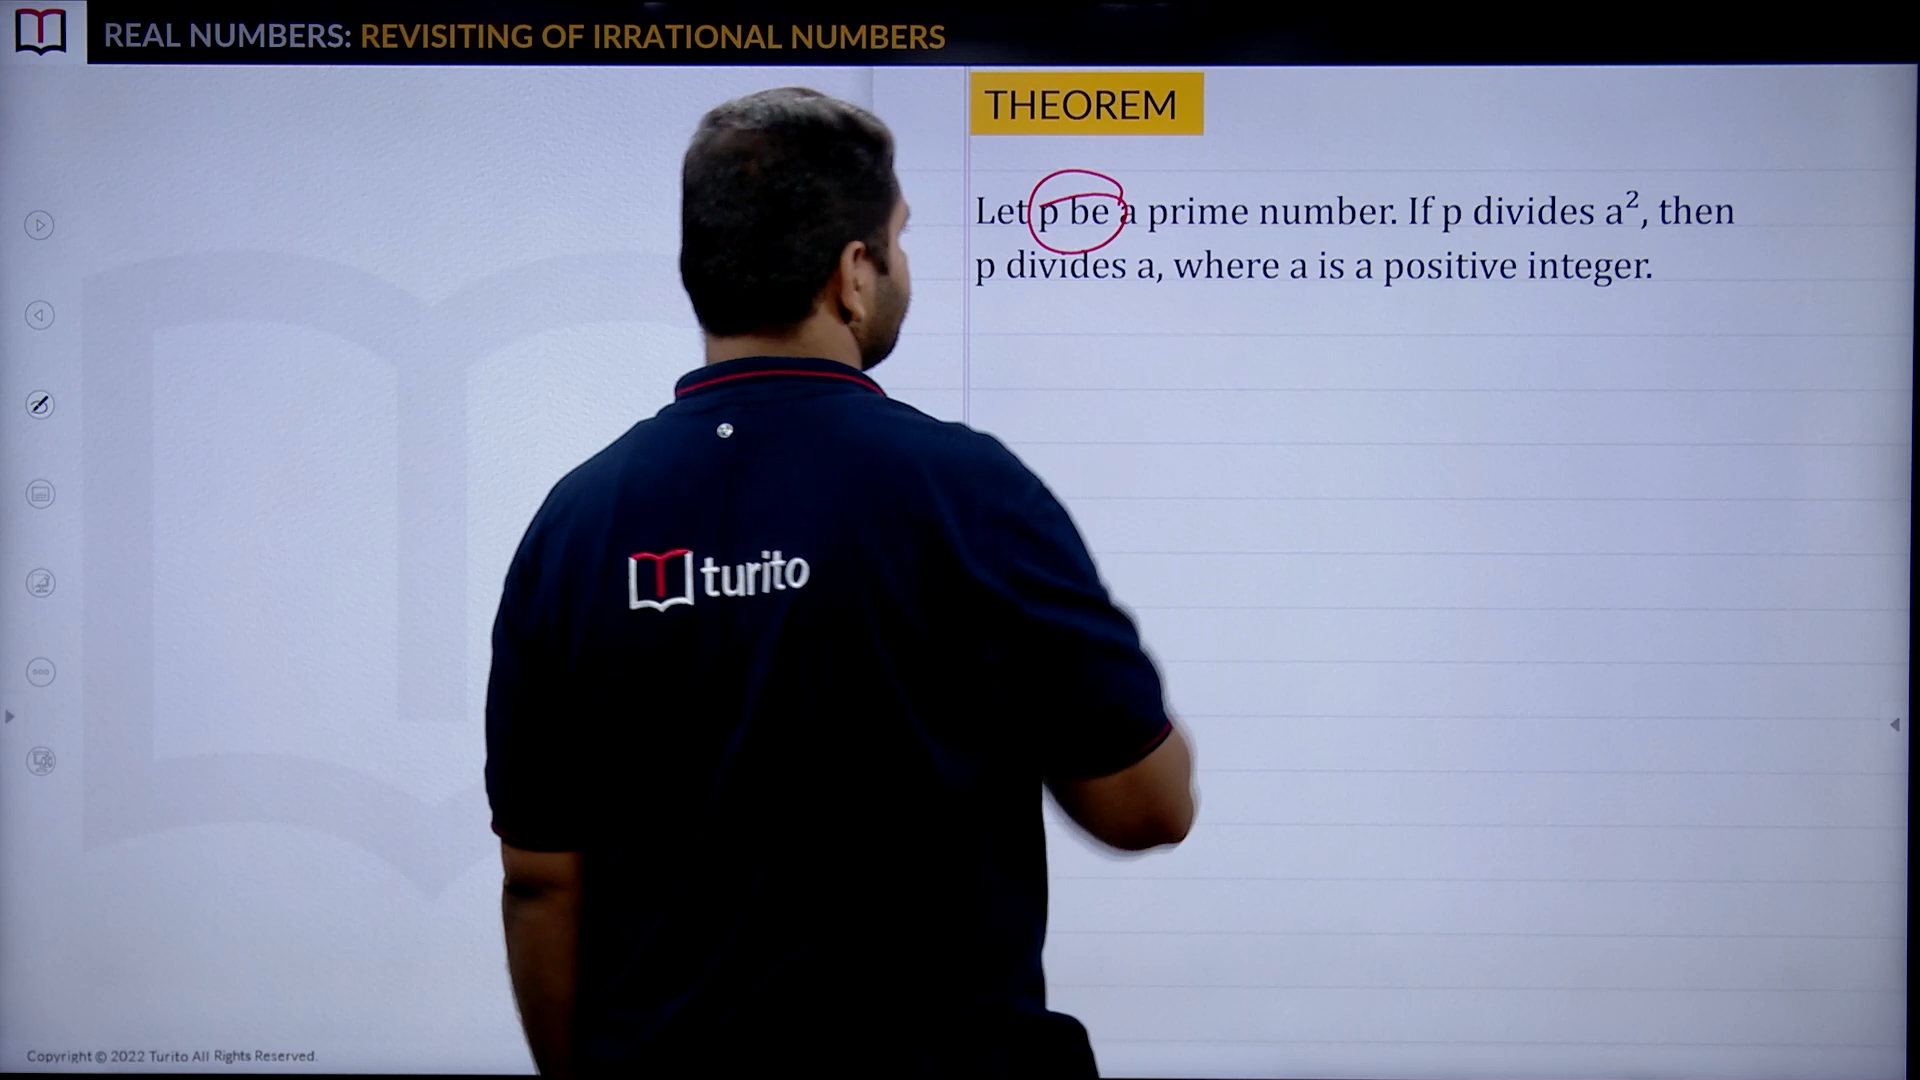 REAL NUMBERS: REVISITING OF IRRATIONAL NUMBERS
THEOREM
Let p be a prime number. If p divides a², then
p divides a, where a is a positive integer.
turito
Copyright © 2022 Turito All Rights Reserved.